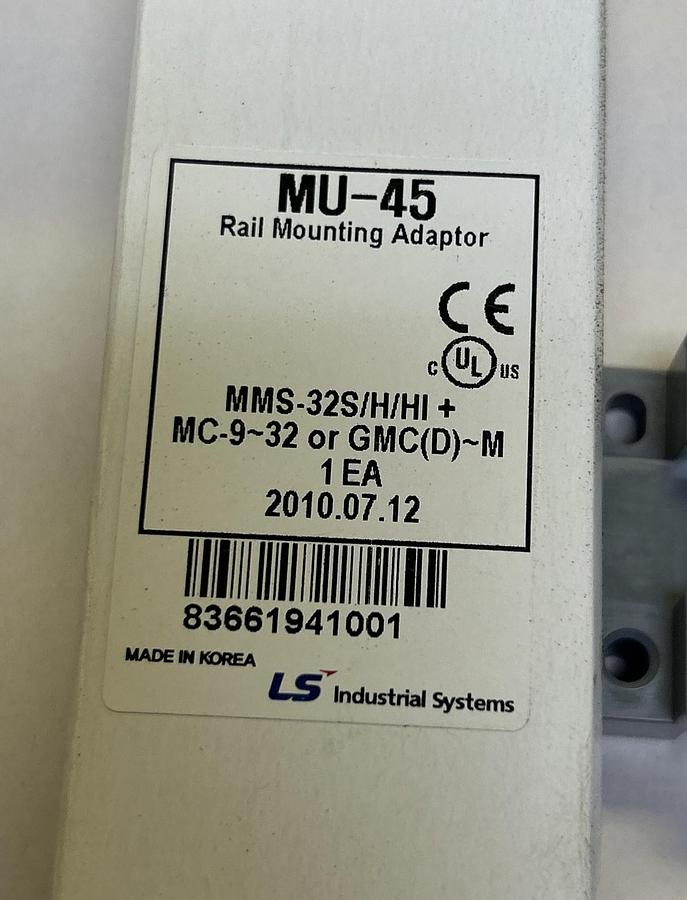 MU-45
Rail Mounting Adaptor
CE
c UL us
MMS-32S/H/HI +
MC-9~32 or GMC(D)~M
1 EA
2010.07.12
83661941001
MADE IN KOREA
LS Industrial Systems